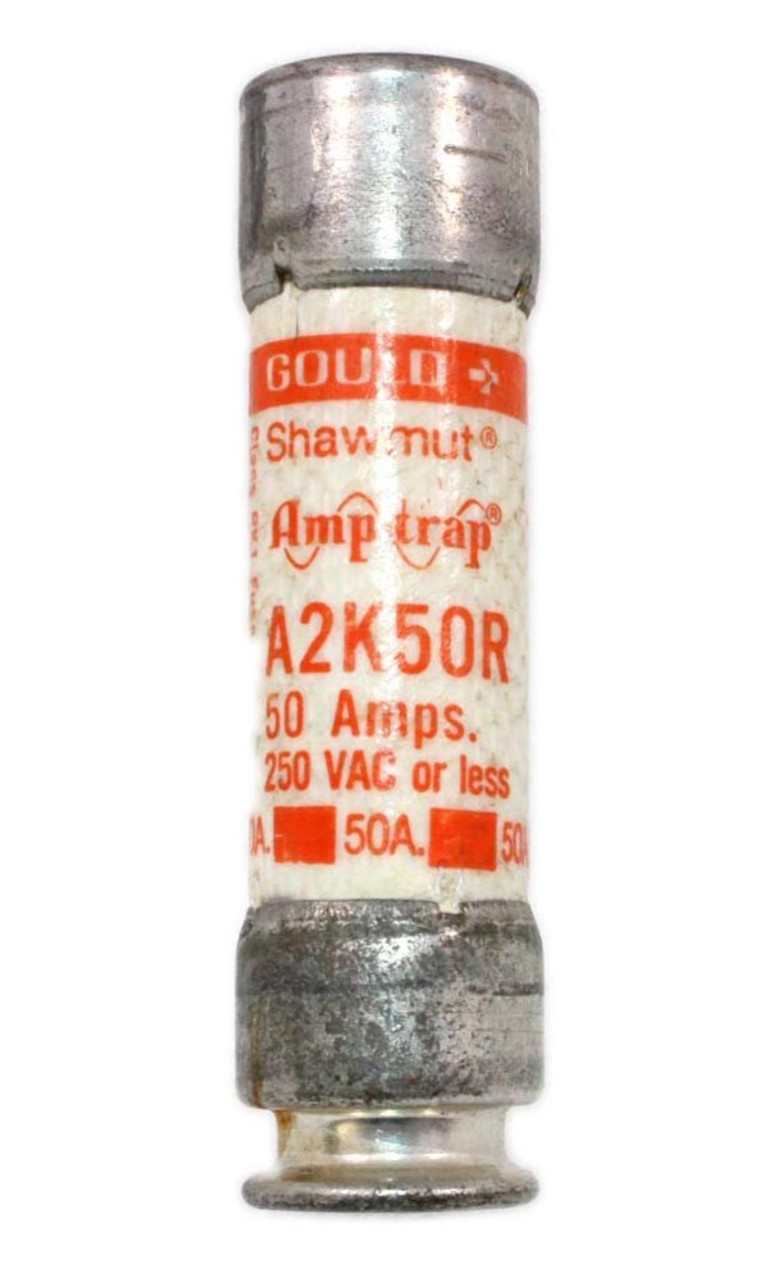 GOULD
Shawmut®
Amp trap®
A2K50R
50 Amps.
250 VAC or less
50A.